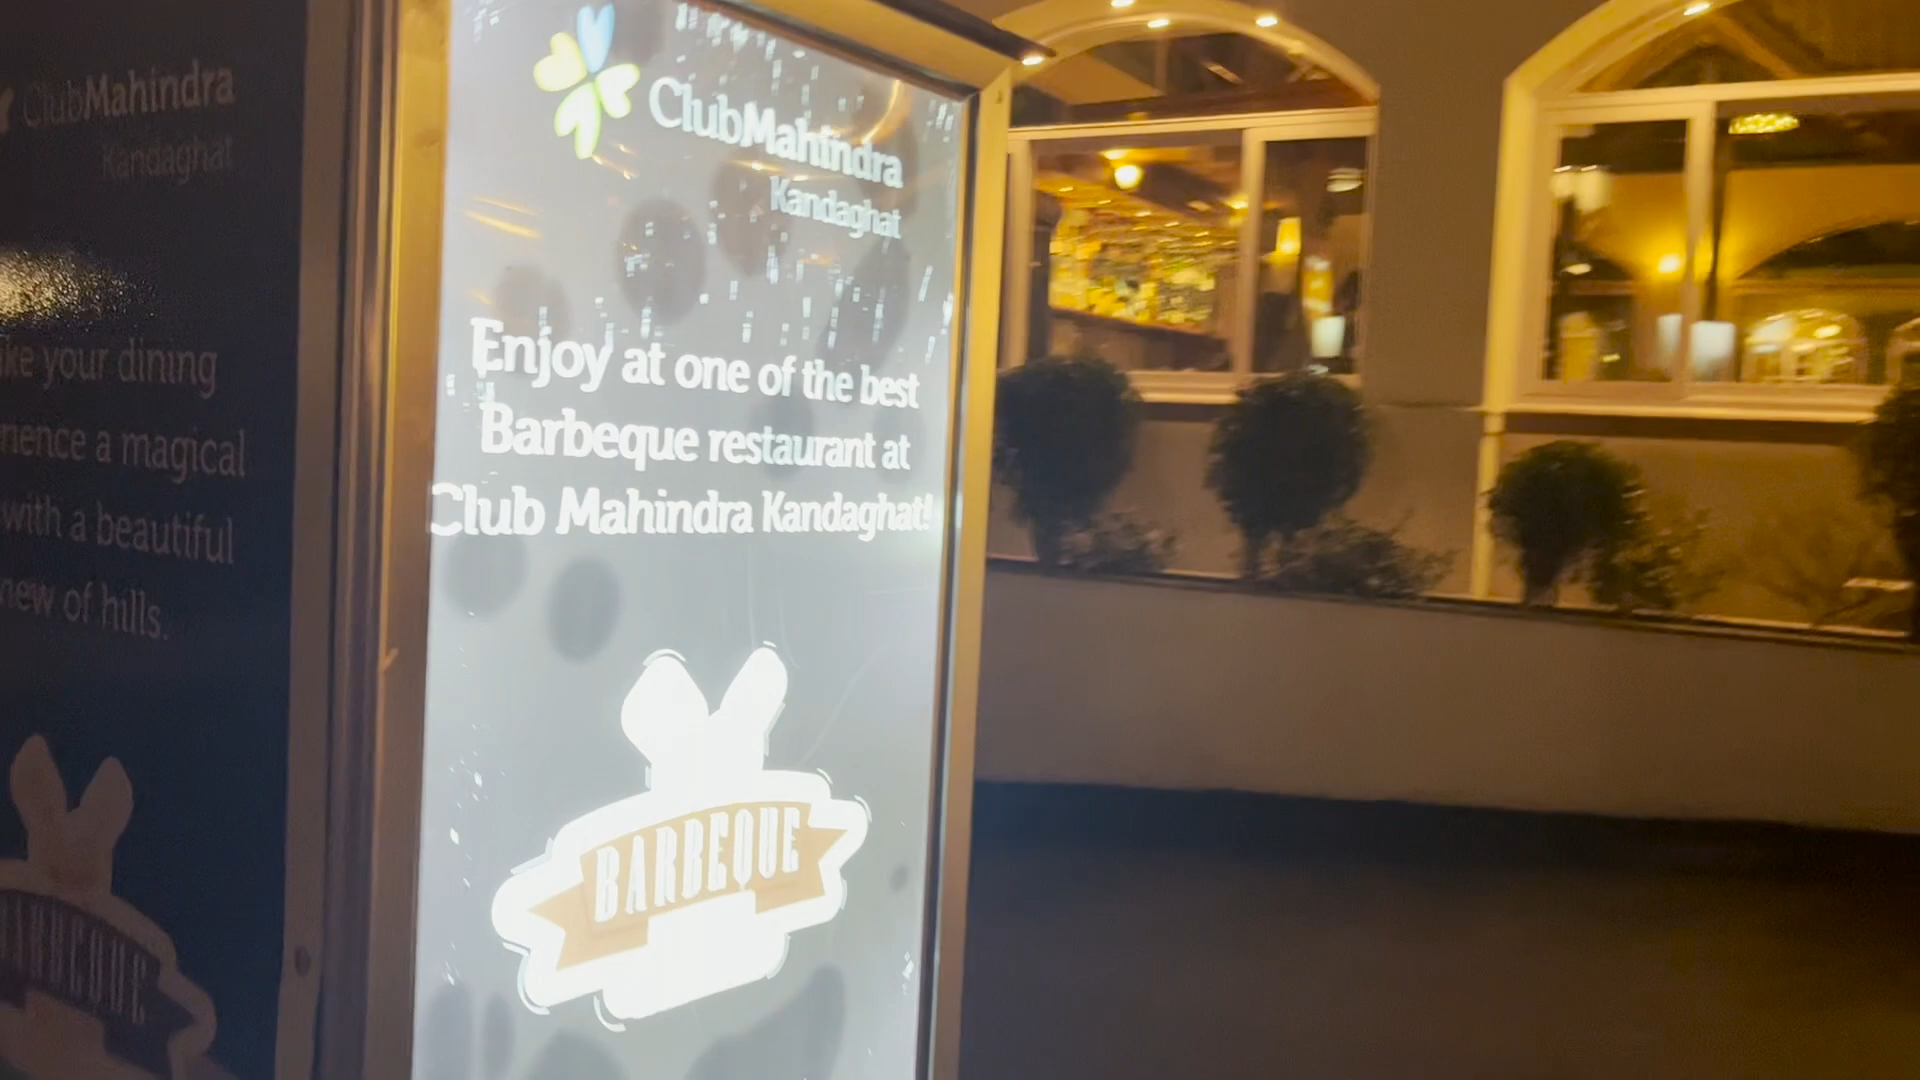 ClubMahindra
Kandaghat
your dining
a magical
with a beautiful
of hills.
BARBEQUE
ClubMahindra
Kandaghat
Enjoy at one of the best
Barbeque restaurant at
Club Mahindra Kandaghat!
BARBEQUE